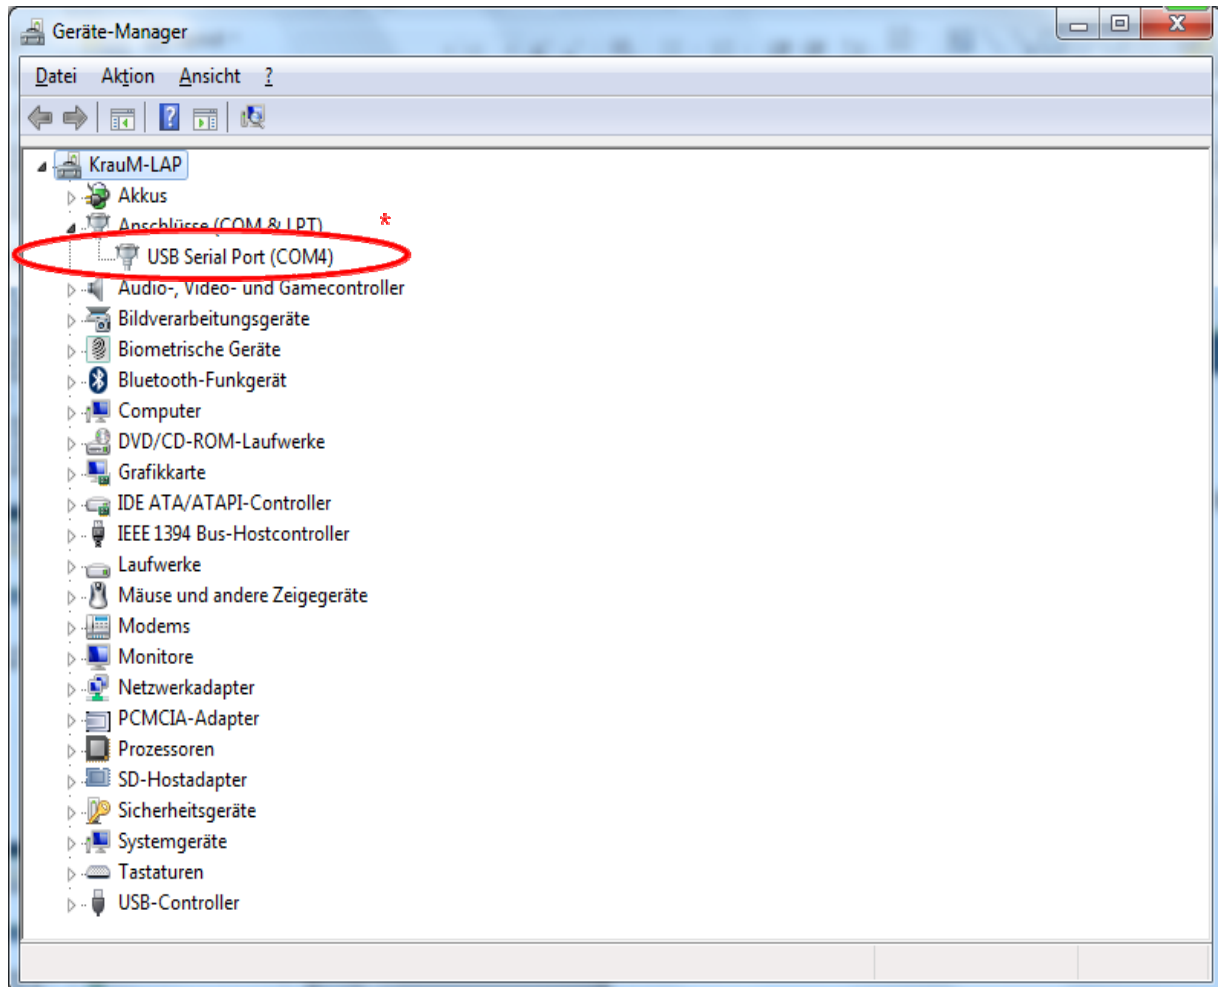 Geräte-Manager
Datei Aktion Ansicht ?
KrauM-LAP
Akkus
Anschlüsse (COM & LPT) *
USB Serial Port (COM4)
Audio-, Video- und Gamecontroller
Bildverarbeitungsgeräte
Biometrische Geräte
Bluetooth-Funkgerät
Computer
DVD/CD-ROM-Laufwerke
Grafikkarte
IDE ATA/ATAPI-Controller
IEEE 1394 Bus-Hostcontroller
Laufwerke
Mäuse und andere Zeigegeräte
Modems
Monitore
Netzwerkadapter
PCMCIA-Adapter
Prozessoren
SD-Hostadapter
Sicherheitsgeräte
Systemgeräte
Tastaturen
USB-Controller